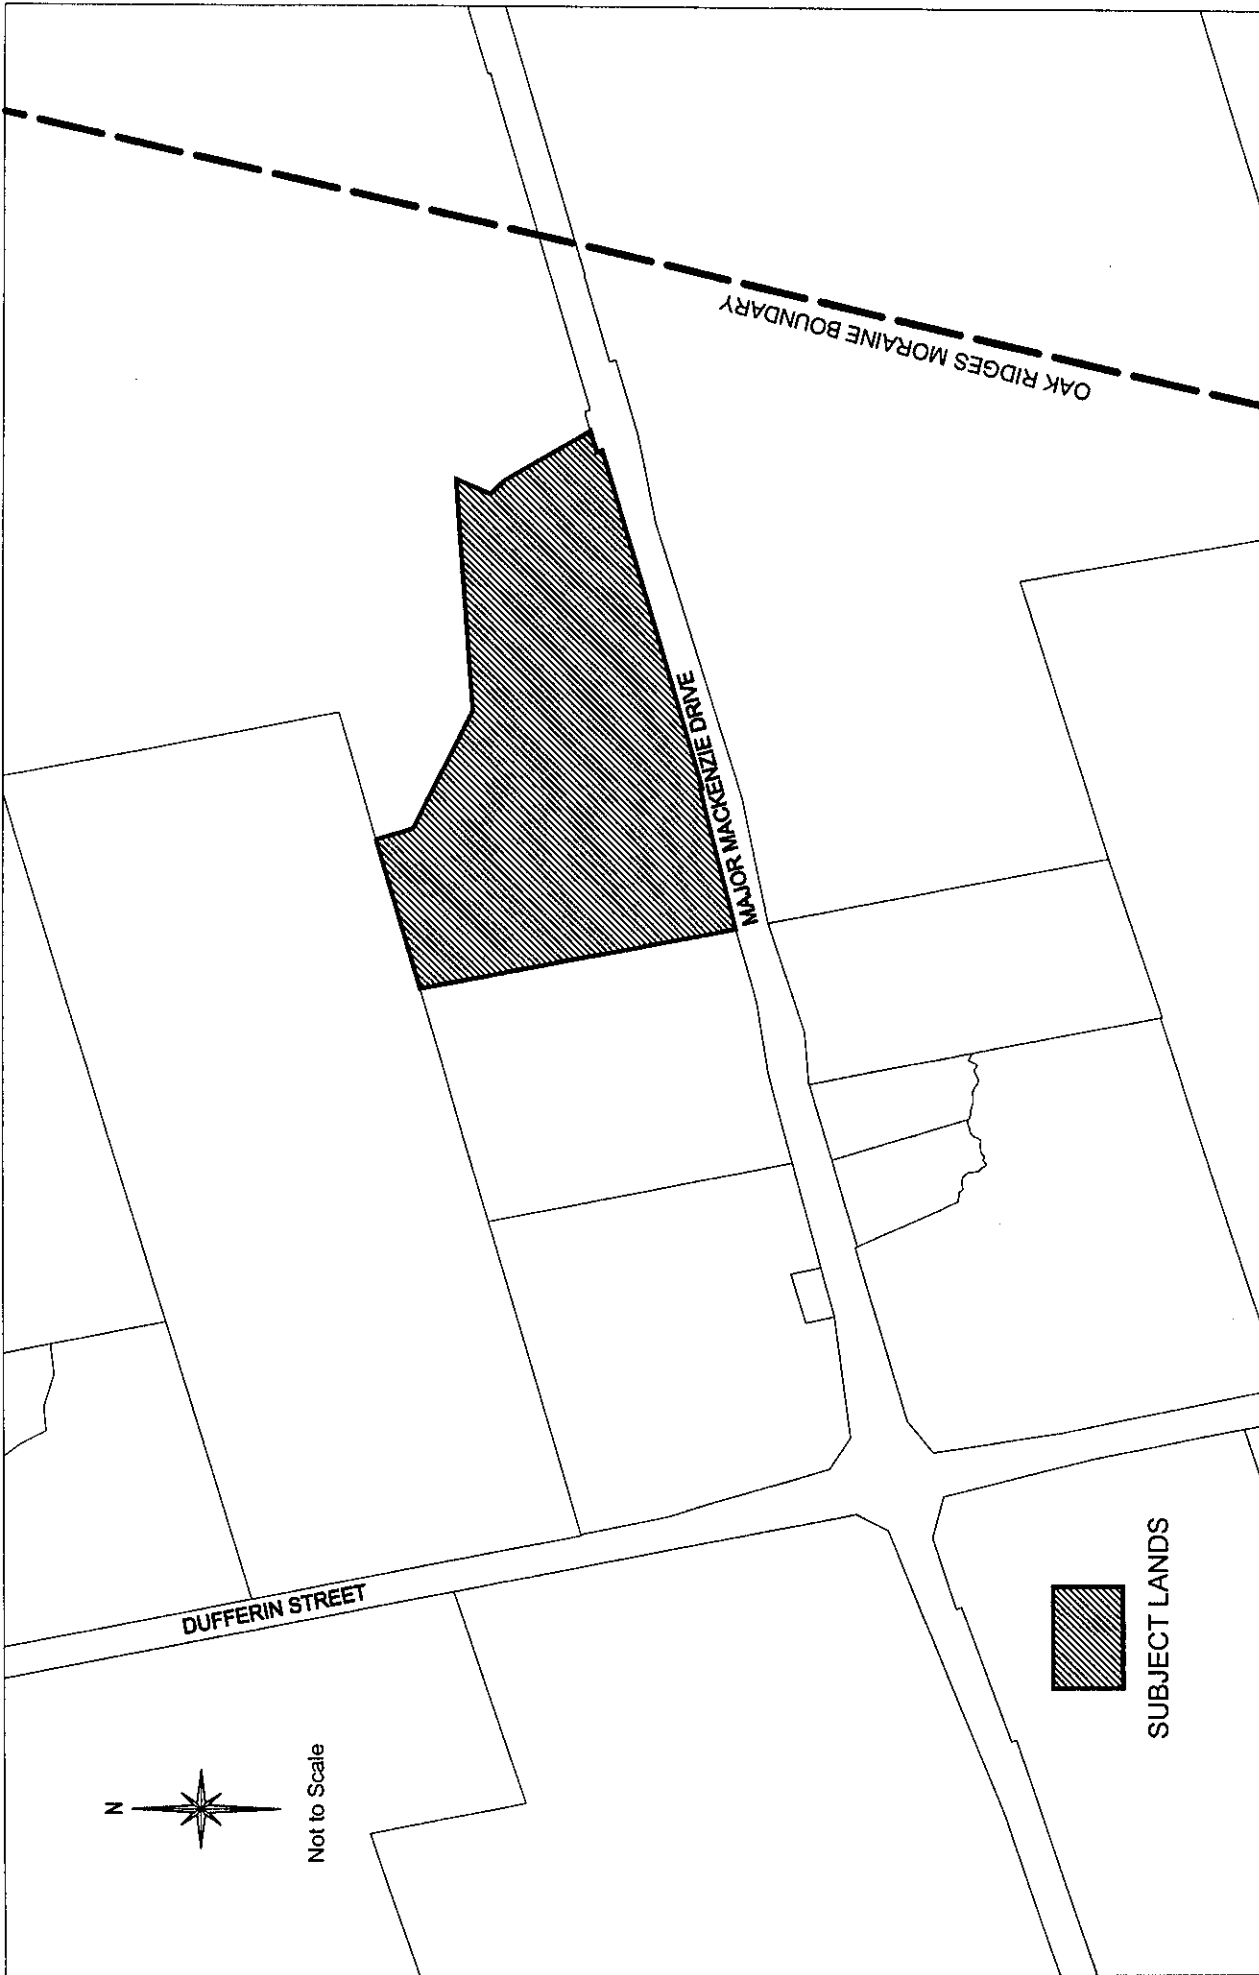 OAK RIDGES MORAINE BOUNDARY
MAJOR MACKENZIE DRIVE
DUFFERIN STREET
N
Not to Scale
SUBJECT LANDS